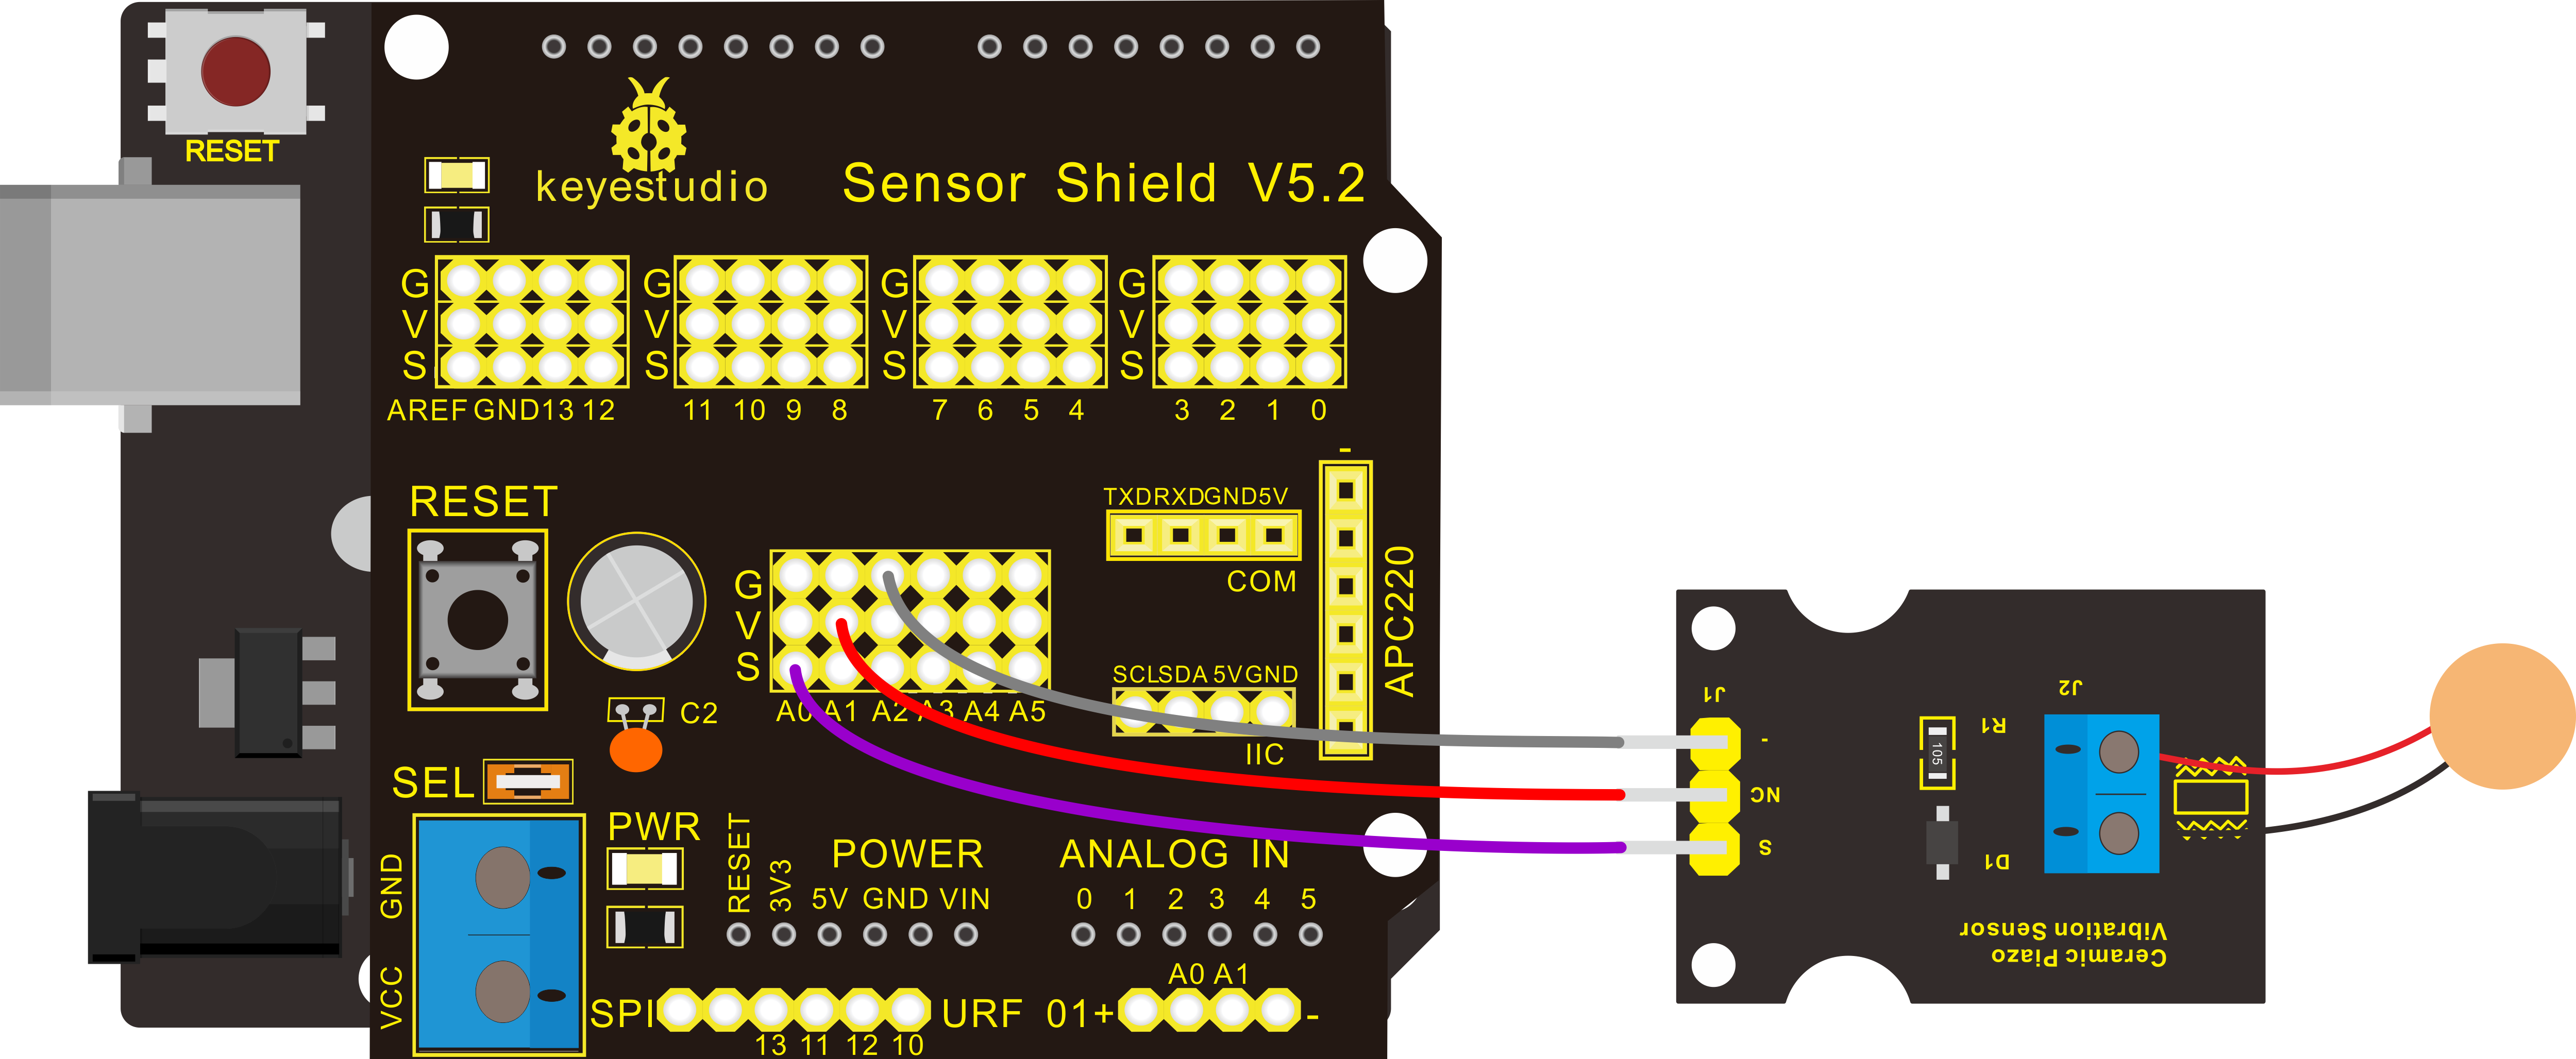 RESET
keyestudio
Sensor Shield V5.2
G G G G
V V V V
S S S S
AREF GND 13 12 11 10 9 8 7 6 5 4 3 2 1 0
RESET
-
TXD RXD GND 5V
COM
APC220
G
V
S
A0 A1 A2 A3 A4 A5
C2
SCL SDA 5V GND
IIC
SEL
PWR
GND
VCC
RESET
3V3
POWER
5V GND VIN
ANALOG IN
0 1 2 3 4 5
A0 A1
SPI
13 11 12 10
URF 01+ -
J1
-
NC
S
R1
105
D1
J2
Ceramic Piazo
Vibration Sensor